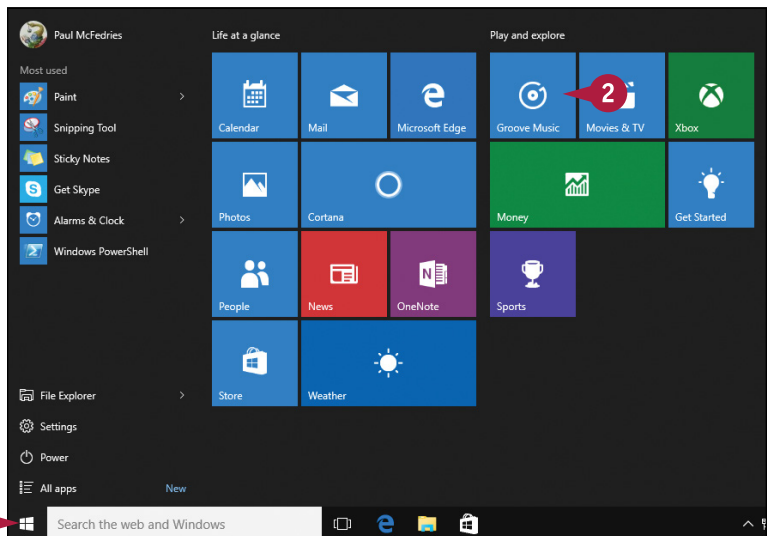 Paul McFedries
Most used
Paint
Snipping Tool
Sticky Notes
Get Skype
Alarms & Clock
Windows PowerShell
File Explorer
Settings
Power
All apps
New
Life at a glance
Calendar
Mail
Microsoft Edge
Photos
Cortana
People
News
N
OneNote
Store
Weather
Play and explore
Groove Music
2
Movies & TV
Xbox
Money
Get Started
Sports
Search the web and Windows